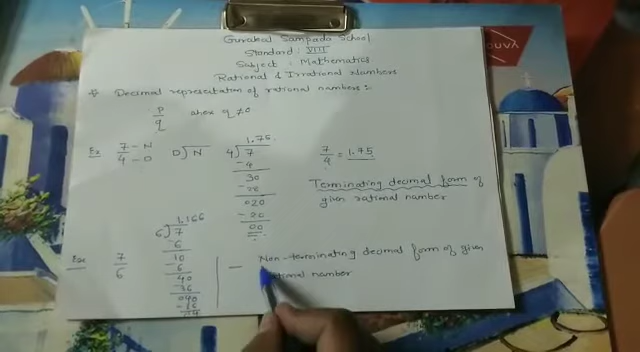 Gurukul Sampada School
Standard : VIII
Subject : Mathematics
Rational & Irrational Numbers
* Decimal representation of rational numbers :-
p/q when q ≠ 0
Ex 7/4 - N - D D)N 4)7 1.75 7/4 = 1.75
-4
30
-28
020
-20
00
Terminating decimal form of
given rational number
Ex 7/6 6)7 1.166
-6
10
-6
40
-36
040
-36
04
— Non-terminating decimal form of given
rational number